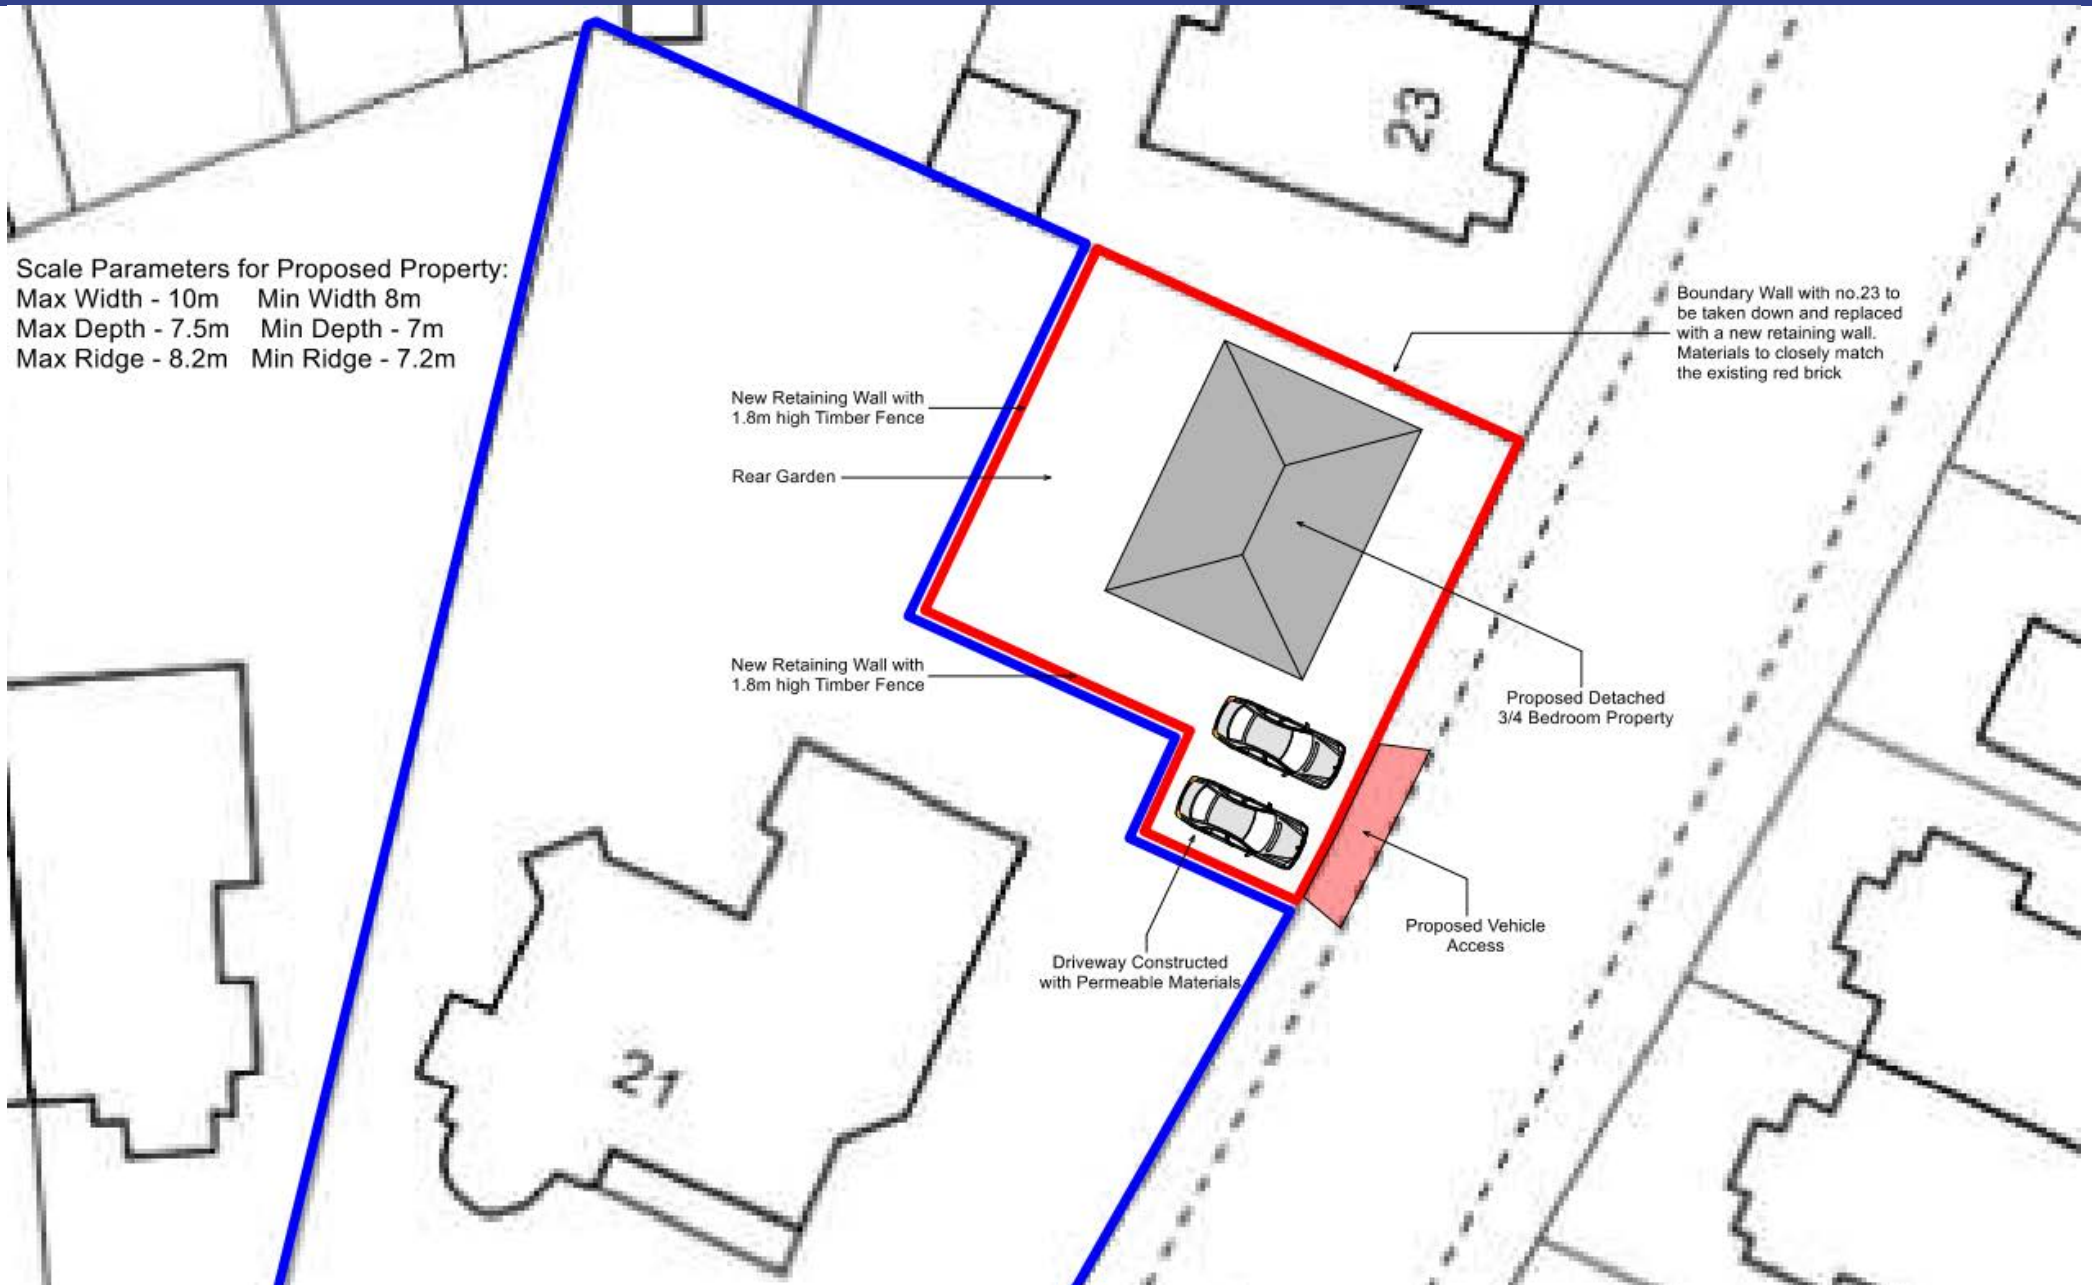 23
Scale Parameters for Proposed Property:
Max Width - 10m Min Width 8m
Max Depth - 7.5m Min Depth - 7m
Max Ridge - 8.2m Min Ridge - 7.2m
Boundary Wall with no.23 to
be taken down and replaced
with a new retaining wall.
Materials to closely match
the existing red brick
New Retaining Wall with
1.8m high Timber Fence
Rear Garden
New Retaining Wall with
1.8m high Timber Fence
Proposed Detached
3/4 Bedroom Property
Proposed Vehicle
Access
Driveway Constructed
with Permeable Materials
21